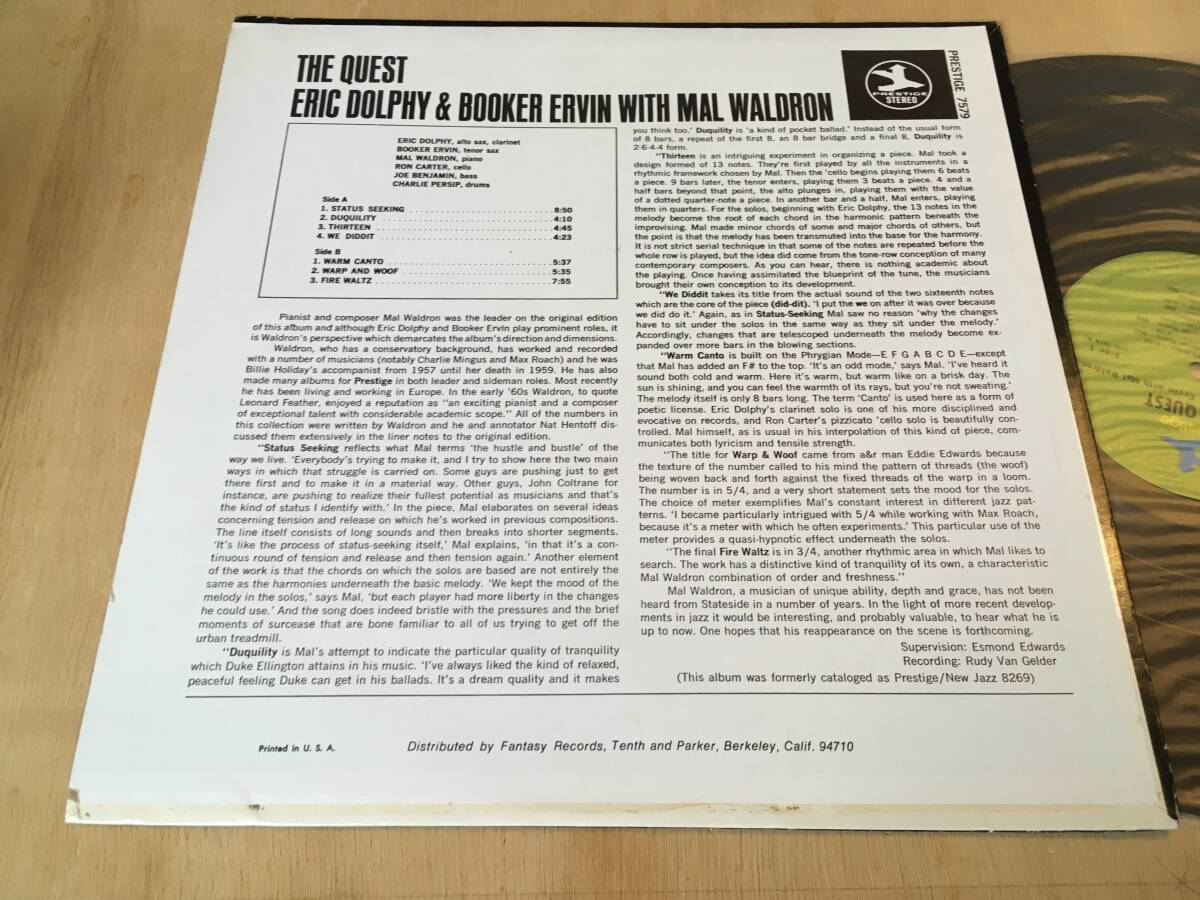 THE QUEST
ERIC DOLPHY & BOOKER ERVIN WITH MAL WALDRON
PRESTIGE
STEREO
PRESTIGE 7579
ERIC DOLPHY, alto sax, clarinet
BOOKER ERVIN, tenor sax
MAL WALDRON, piano
RON CARTER, cello
JOE BENJAMIN, bass
CHARLIE PERSIP, drums
Side A
1. STATUS SEEKING 8:50
2. DUQUILITY 4:10
3. THIRTEEN 4:45
4. WE DIDDIT 4:23
Side B
1. WARM CANTO 5:37
2. WARP AND WOOF 5:35
3. FIRE WALTZ 7:55
Pianist and composer Mal Waldron was the leader on the original edition
of this album and although Eric Dolphy and Booker Ervin play prominent roles, it
is Waldron's perspective which demarcates the album's direction and dimensions.
Waldron, who has a conservatory background, has worked and recorded
with a number of musicians (notably Charlie Mingus and Max Roach) and he was
Billie Holiday's accompanist from 1957 until her death in 1959. He has also
made many albums for Prestige in both leader and sideman roles. Most recently
he has been living and working in Europe. In the early '60s Waldron, to quote
Leonard Feather, enjoyed a reputation as "an exciting pianist and a composer
of exceptional talent with considerable academic scope." All of the numbers in
this collection were written by Waldron and he and annotator Nat Hentoff dis-
cussed them extensively in the liner notes to the original edition.
"Status Seeking reflects what Mal terms 'the hustle and bustle' of the
way we live. 'Everybody's trying to make it, and I try to show here the two main
ways in which that struggle is carried on. Some guys are pushing just to get
there first and to make it in a material way. Other guys, John Coltrane for
instance, are pushing to realize their fullest potential as musicians and that's
the kind of status I identify with.' In the piece, Mal elaborates on several ideas
concerning tension and release on which he's worked in previous compositions.
The line itself consists of long sounds and then breaks into shorter segments.
'It's like the process of status-seeking itself,' Mal explains, 'in that it's a con-
tinuous round of tension and release and then tension again.' Another element
of the work is that the chords on which the solos are based are not entirely the
same as the harmonies underneath the basic melody. 'We kept the mood of the
melody in the solos,' says Mal, 'but each player had more liberty in the changes
he could use.' And the song does indeed bristle with the pressures and the brief
moments of surcease that are bone familiar to all of us trying to get off the
urban treadmill.
"Duquility is Mal's attempt to indicate the particular quality of tranquility
which Duke Ellington attains in his music. 'I've always liked the kind of relaxed,
peaceful feeling Duke can get in his ballads. It's a dream quality and it makes
you think too.' Duquility is 'a kind of pocket ballad.' Instead of the usual form
of 8 bars, a repeat of the first 8, an 8 bar bridge and a final 8, Duquility is
2-6-4-4 form.
"Thirteen is an intriguing experiment in organizing a piece. Mal took a
design formed of 13 notes. They're first played by all the instruments in a
rhythmic framework chosen by Mal. Then the 'cello begins playing them 6 beats
a piece. 9 bars later, the tenor enters, playing them 3 beats a piece. 4 and a
half bars beyond that point, the alto plunges in, playing them with the value
of a dotted quarter-note a piece. In another bar and a half, Mal enters, playing
them in quarters. For the solos, beginning with Eric Dolphy, the 13 notes in the
melody become the root of each chord in the harmonic pattern beneath the
improvising. Mal made minor chords of some and major chords of others, but
the point is that the melody has been transmuted into the base for the harmony.
It is not strict serial technique in that some of the notes are repeated before the
whole row is played, but the idea did come from the tone-row conception of many
contemporary composers. As you can hear, there is nothing academic about
the playing. Once having assimilated the blueprint of the tune, the musicians
brought their own conception to its development.
"We Diddit takes its title from the actual sound of the two sixteenth notes
which are the core of the piece (did-dit). 'I put the we on after it was over because
we did do it.' Again, as in Status-Seeking Mal saw no reason 'why the changes
have to sit under the solos in the same way as they sit under the melody.'
Accordingly, changes that are telescoped underneath the melody become ex-
panded over more bars in the blowing sections.
"Warm Canto is built on the Phrygian Mode—E F G A B C D E—except
that Mal has added an F# to the top. 'It's an odd mode,' says Mal. 'I've heard it
sound both cold and warm. Here it's warm, but warm like on a brisk day. The
sun is shining, and you can feel the warmth of its rays, but you're not sweating.'
The melody itself is only 8 bars long. The term 'Canto' is used here as a form of
poetic license. Eric Dolphy's clarinet solo is one of his more disciplined and
evocative on records, and Ron Carter's pizzicato 'cello solo is beautifully con-
trolled. Mal himself, as is usual in his interpolation of this kind of piece, com-
municates both lyricism and tensile strength.
"The title for Warp & Woof came from a&r man Eddie Edwards because
the texture of the number called to his mind the pattern of threads (the woof)
being woven back and forth against the fixed threads of the warp in a loom.
The number is in 5/4, and a very short statement sets the mood for the solos.
The choice of meter exemplifies Mal's constant interest in different jazz pat-
terns. 'I became particularly intrigued with 5/4 while working with Max Roach,
because it's a meter with which he often experiments.' This particular use of the
meter provides a quasi-hypnotic effect underneath the solos.
"The final Fire Waltz is in 3/4, another rhythmic area in which Mal likes to
search. The work has a distinctive kind of tranquility of its own, a characteristic
Mal Waldron combination of order and freshness."
Mal Waldron, a musician of unique ability, depth and grace, has not been
heard from Stateside in a number of years. In the light of more recent develop-
ments in jazz it would be interesting, and probably valuable, to hear what he is
up to now. One hopes that his reappearance on the scene is forthcoming.
Supervision: Esmond Edwards
Recording: Rudy Van Gelder
(This album was formerly cataloged as Prestige/New Jazz 8269)
Printed in U. S. A.
Distributed by Fantasy Records, Tenth and Parker, Berkeley, Calif. 94710
QUEST